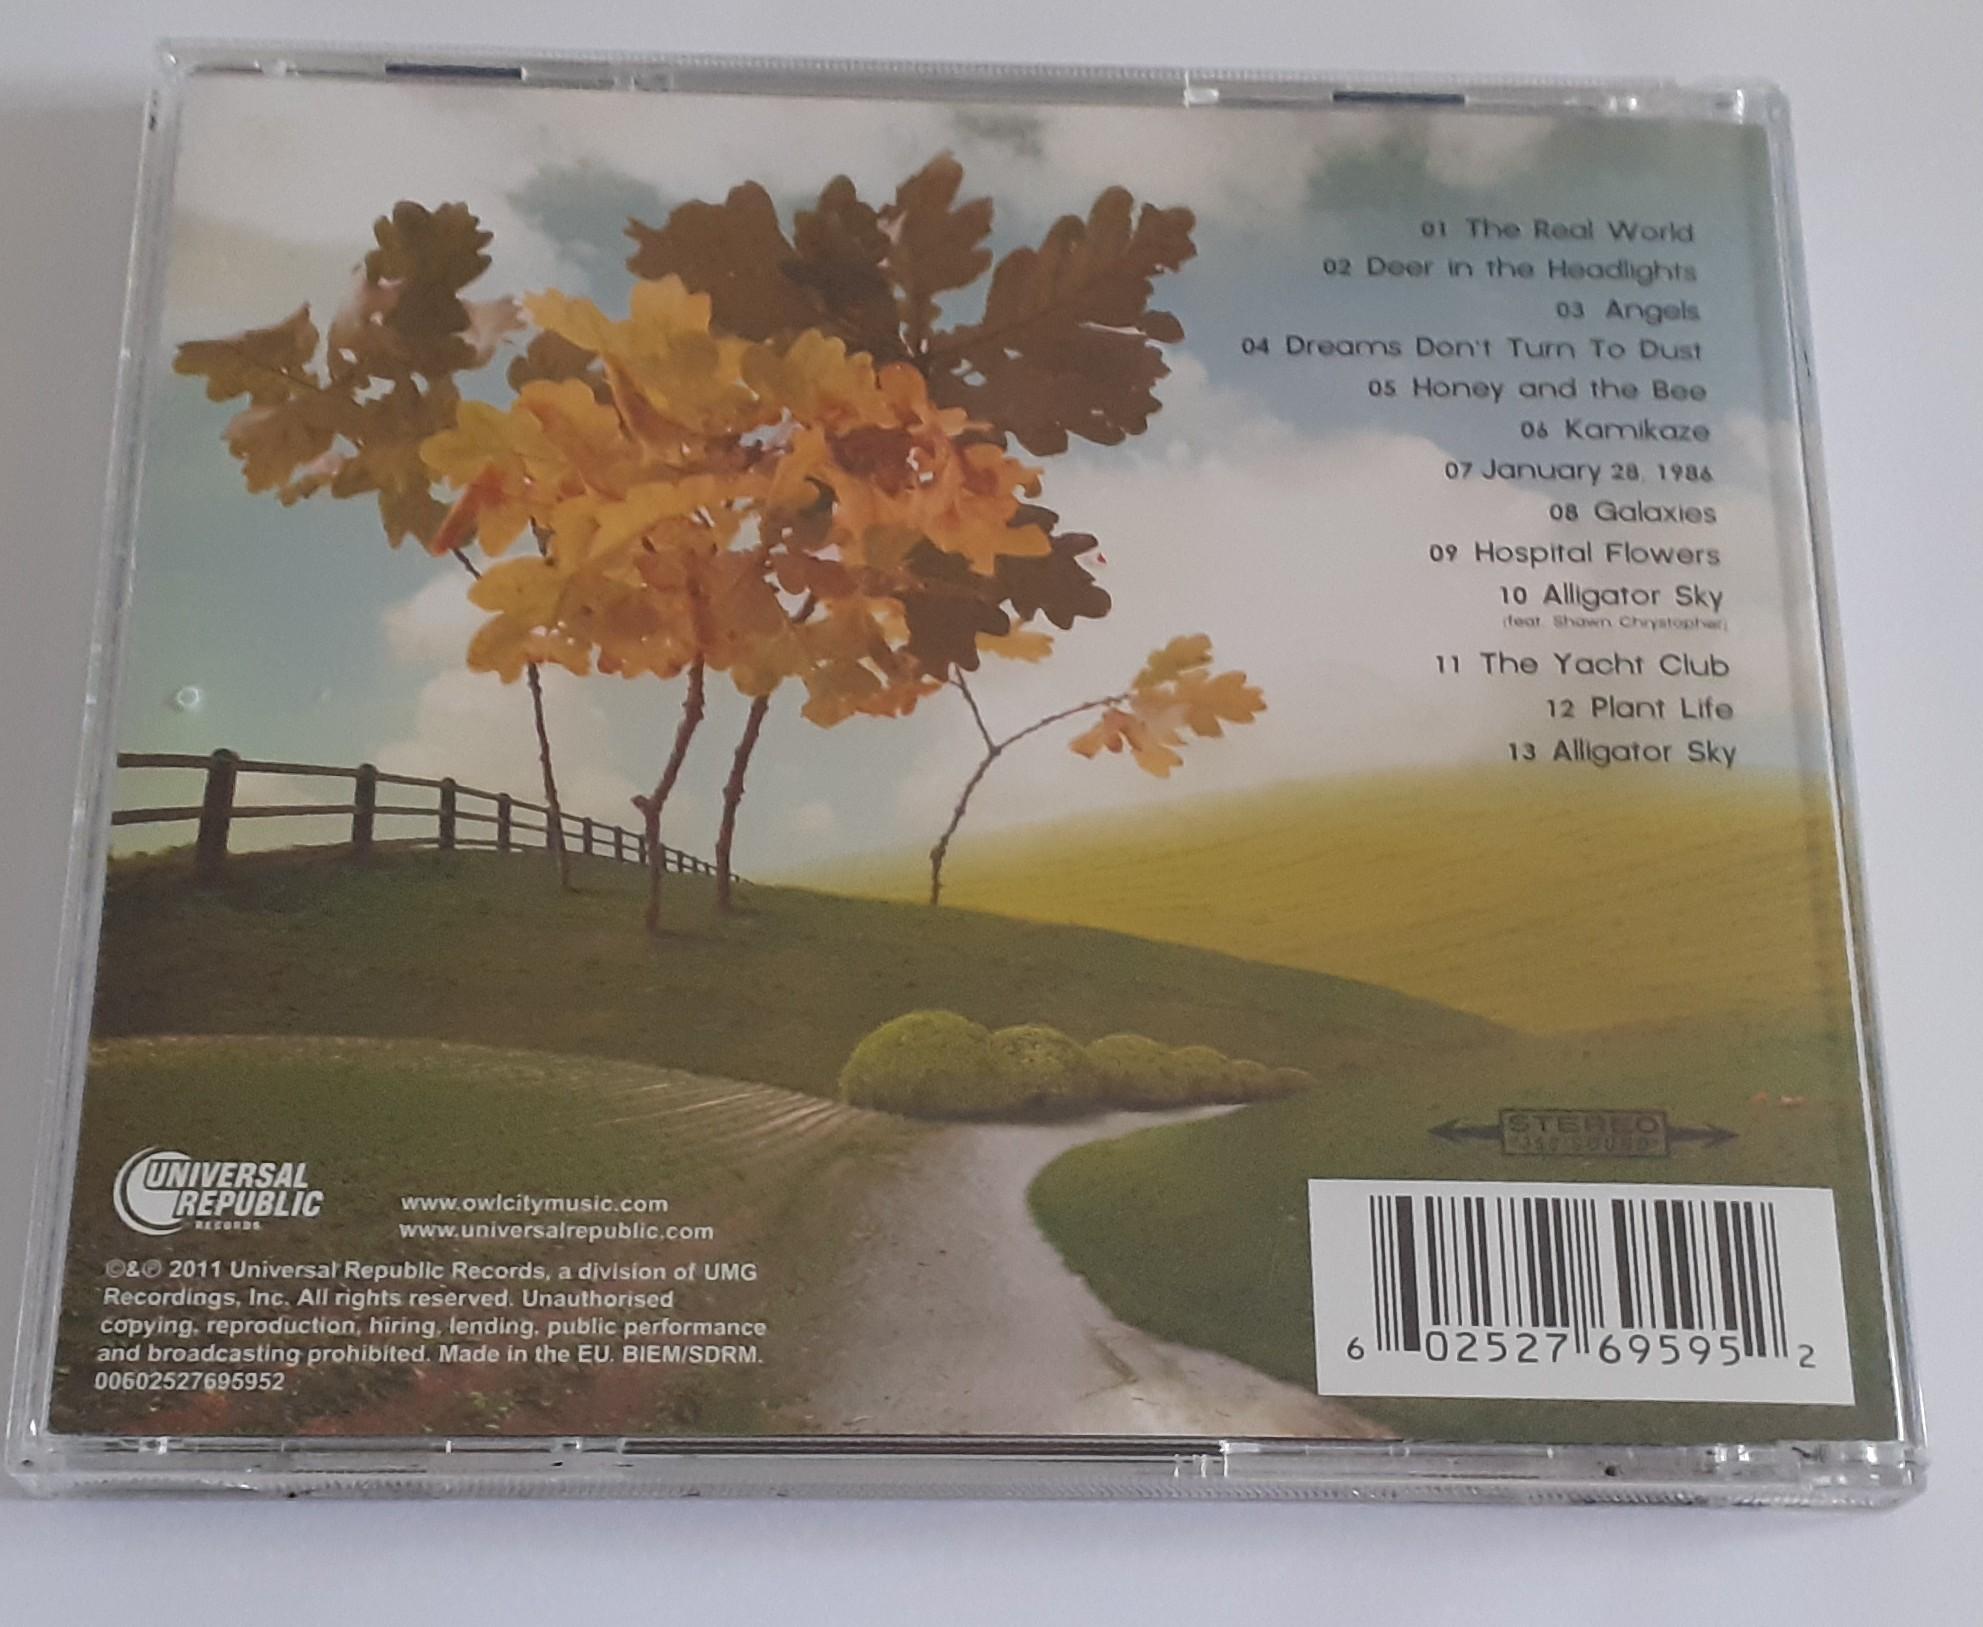 01 The Real World
02 Deer in the Headlights
03 Angels
04 Dreams Don't Turn To Dust
05 Honey and the Bee
06 Kamikaze
07 January 28, 1986
08 Galaxies
09 Hospital Flowers
10 Alligator Sky
(feat. Shawn Chrystopher)
11 The Yacht Club
12 Plant Life
13 Alligator Sky
STEREO
"360 SOUND"
UNIVERSAL
REPUBLIC
RECORDS
www.owlcitymusic.com
www.universalrepublic.com
©&℗ 2011 Universal Republic Records, a division of UMG
Recordings, Inc. All rights reserved. Unauthorised
copying, reproduction, hiring, lending, public performance
and broadcasting prohibited. Made in the EU. BIEM/SDRM.
00602527695952
6 02527 69595 2